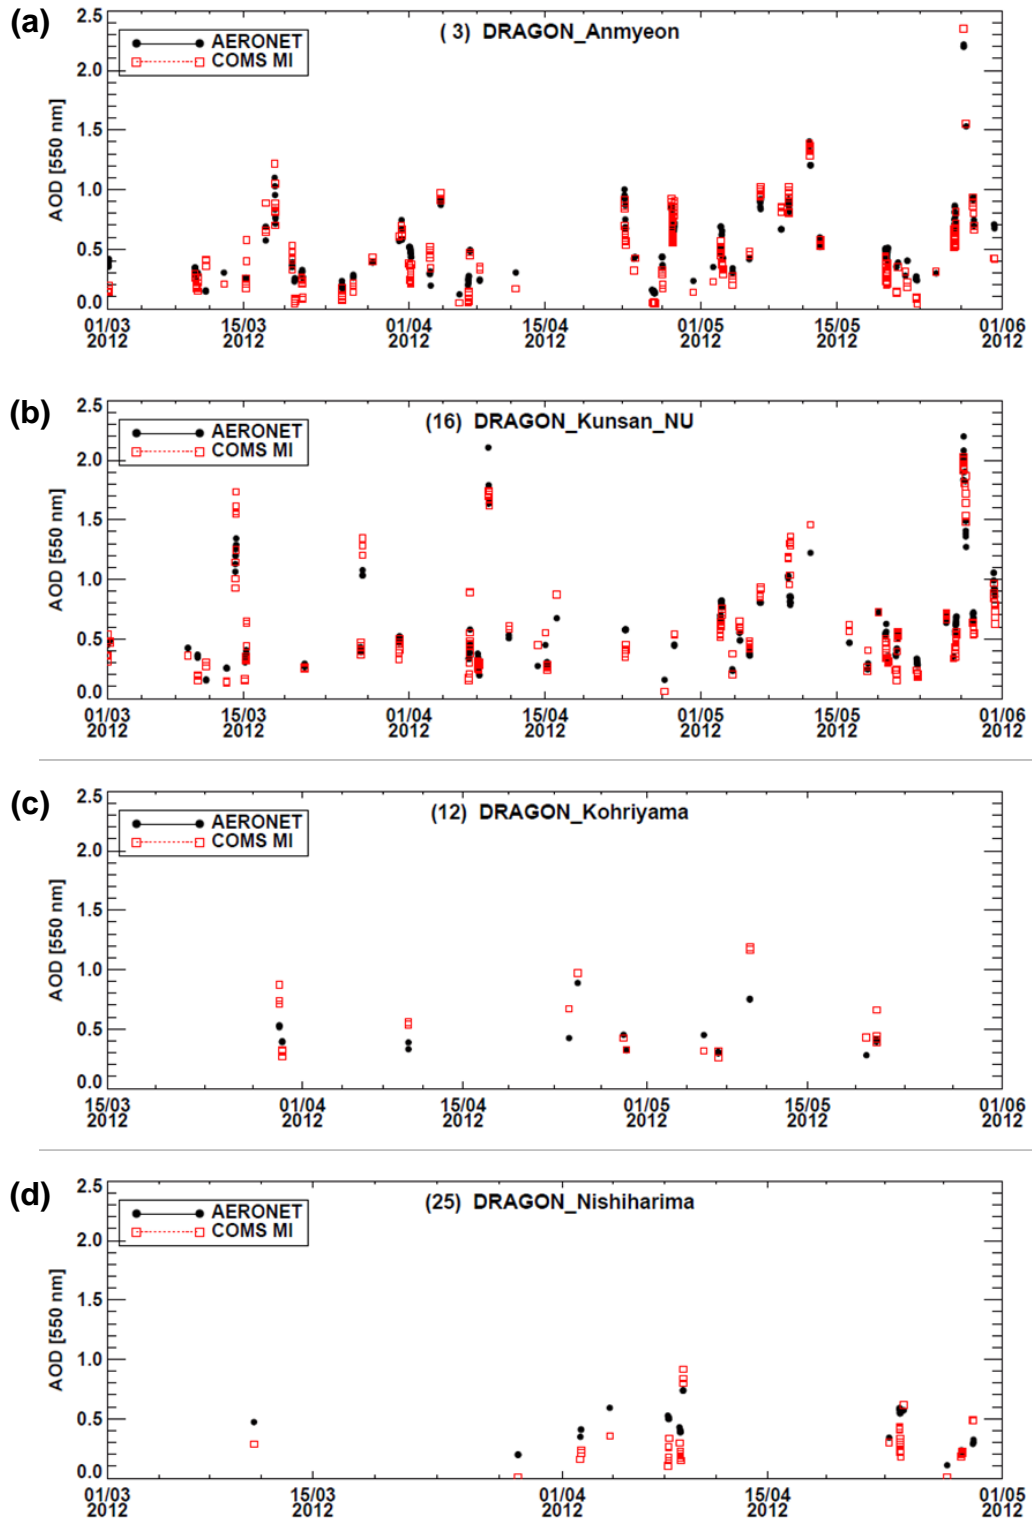 (a)
( 3) DRAGON_Anmyeon
AERONET
COMS MI
AOD [550 nm]
2.5
2.0
1.5
1.0
0.5
0.0
01/03 15/03 01/04 15/04 01/05 15/05 01/06
2012 2012 2012 2012 2012 2012 2012
(b)
(16) DRAGON_Kunsan_NU
AERONET
COMS MI
AOD [550 nm]
2.5
2.0
1.5
1.0
0.5
0.0
01/03 15/03 01/04 15/04 01/05 15/05 01/06
2012 2012 2012 2012 2012 2012 2012
(c)
(12) DRAGON_Kohriyama
AERONET
COMS MI
AOD [550 nm]
2.5
2.0
1.5
1.0
0.5
0.0
15/03 01/04 15/04 01/05 15/05 01/06
2012 2012 2012 2012 2012 2012
(d)
(25) DRAGON_Nishiharima
AERONET
COMS MI
AOD [550 nm]
2.5
2.0
1.5
1.0
0.5
0.0
01/03 15/03 01/04 15/04 01/05
2012 2012 2012 2012 2012